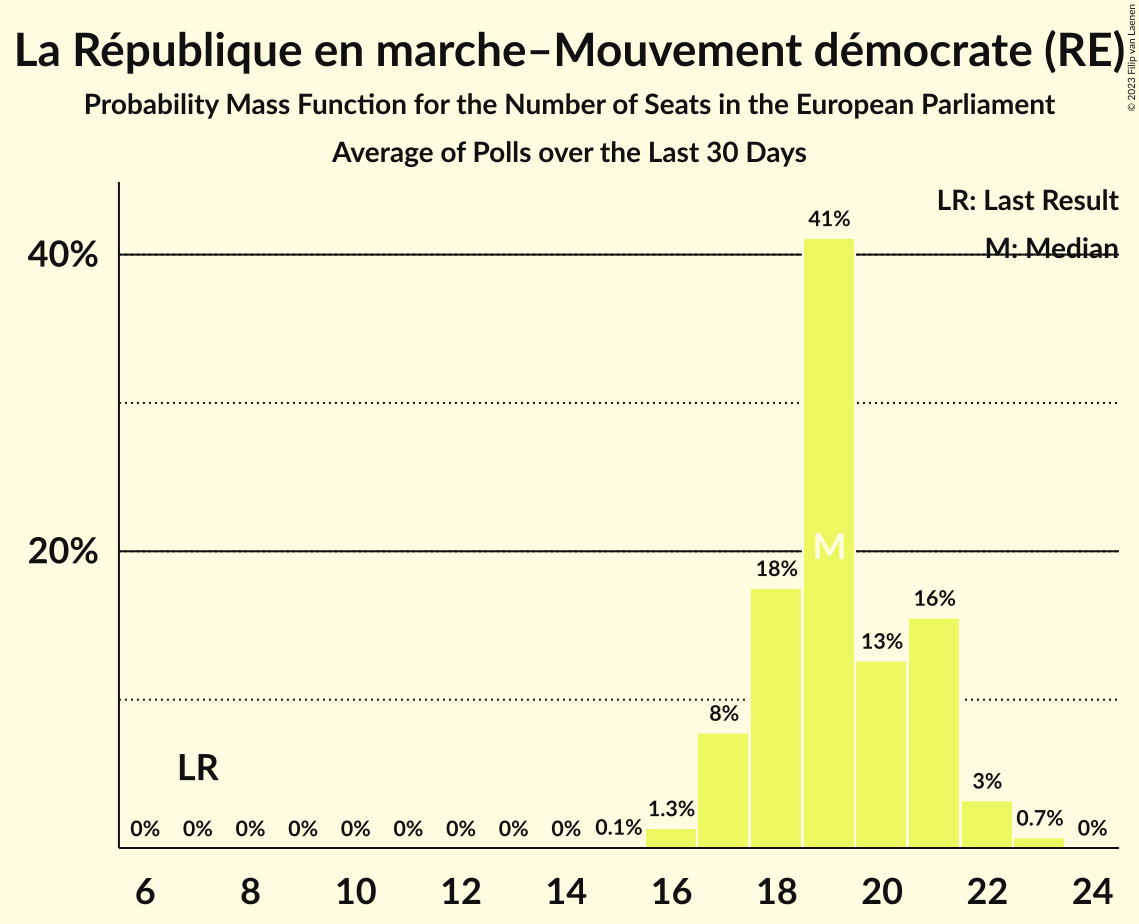 La République en marche–Mouvement démocrate (RE)
© 2023 Filip van Laenen
Probability Mass Function for the Number of Seats in the European Parliament
Average of Polls over the Last 30 Days
LR: Last Result
M: Median
41%
40%
20%
M
18%
16%
13%
8%
LR
3%
0% 0% 0% 0% 0% 0% 0% 0% 0% 0.1% 1.3% 0.7% 0%
6 8 10 12 14 16 18 20 22 24